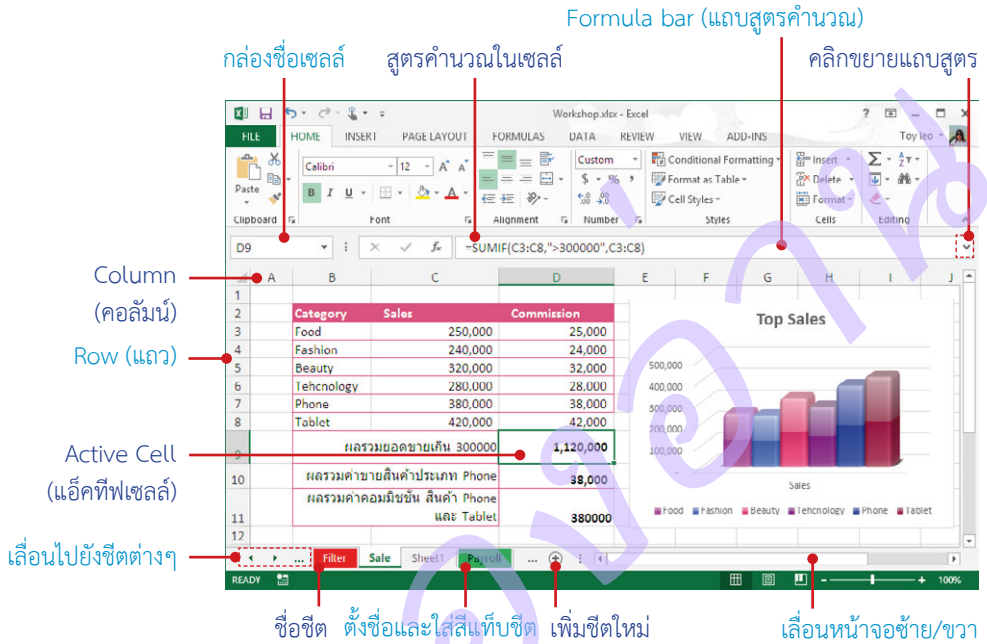 Formula bar (แถบสูตรคำนวณ)
กล่องชื่อเซลล์ สูตรคำนวณในเซลล์ คลิกขยายแถบสูตร
Workshop.xlsx - Excel
FILE HOME INSERT PAGE LAYOUT FORMULAS DATA REVIEW VIEW ADD-INS Toy leo
Calibri 12 Custom Conditional Formatting Insert
Paste B I U A $ % Format as Table Delete
Cell Styles Format
Clipboard Font Alignment Number Styles Cells Editing
D9 fx =SUMIF(C3:C8,">300000",C3:C8)
Column
(คอลัมน์)
Row (แถว)
Active Cell
(แอ็คทีฟเซลล์)
A B C D E F G H I J
1
2 Category Sales Commission
3 Food 250,000 25,000
4 Fashion 240,000 24,000
5 Beauty 320,000 32,000
6 Tehcnology 280,000 28,000
7 Phone 380,000 38,000
8 Tablet 420,000 42,000
9 ผลรวมยอดขายเกิน 300000 1,120,000
10 ผลรวมค่าขายสินค้าประเภท Phone 38,000
ผลรวมค่าคอมมิชชัน สินค้า Phone
11 และ Tablet 380000
12
Top Sales
500,000
400,000
300,000
200,000
100,000
-
Sales
Food Fashion Beauty Tehcnology Phone Tablet
เลื่อนไปยังชีตต่างๆ
... Filter Sale Sheet1 Payroll ...
READY 100%
ชื่อชีต ตั้งชื่อและใส่สีแท็บชีต เพิ่มชีตใหม่ เลื่อนหน้าจอซ้าย/ขวา